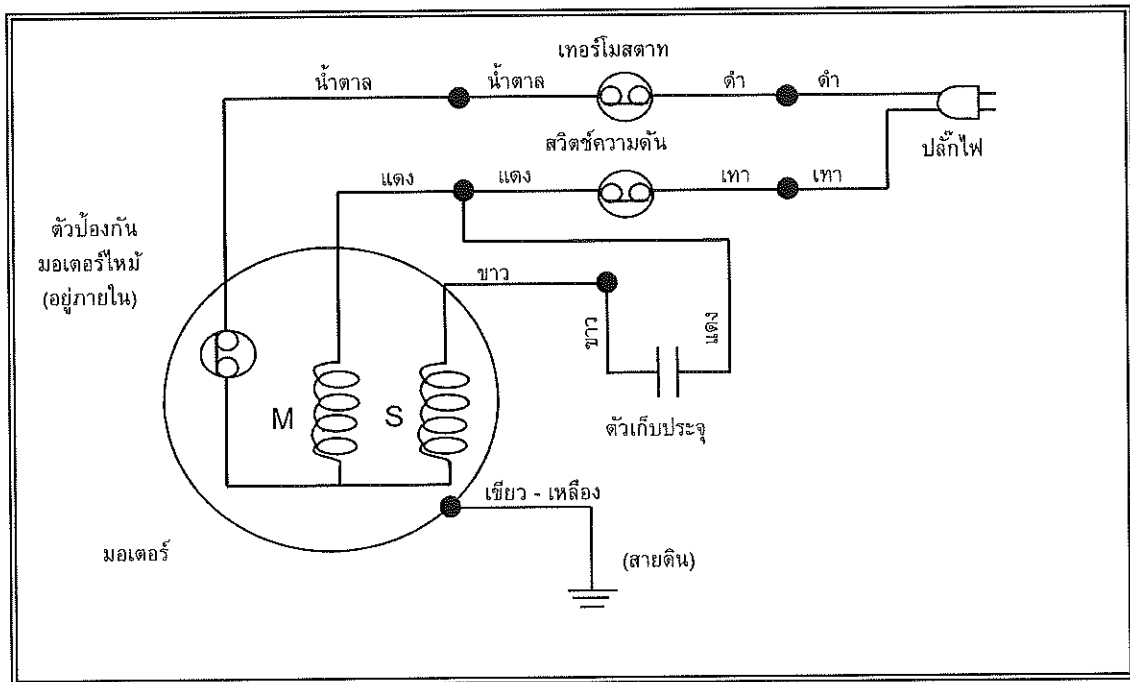 เทอร์โมสตาท
น้ำตาล
น้ำตาล
ดำ
ดำ
ปลั๊กไฟ
สวิตช์ความดัน
แดง
แดง
เทา
เทา
ตัวป้องกัน
มอเตอร์ไหม้
(อยู่ภายใน)
ขาว
ขาว
แดง
M
S
ตัวเก็บประจุ
เขียว - เหลือง
มอเตอร์
(สายดิน)